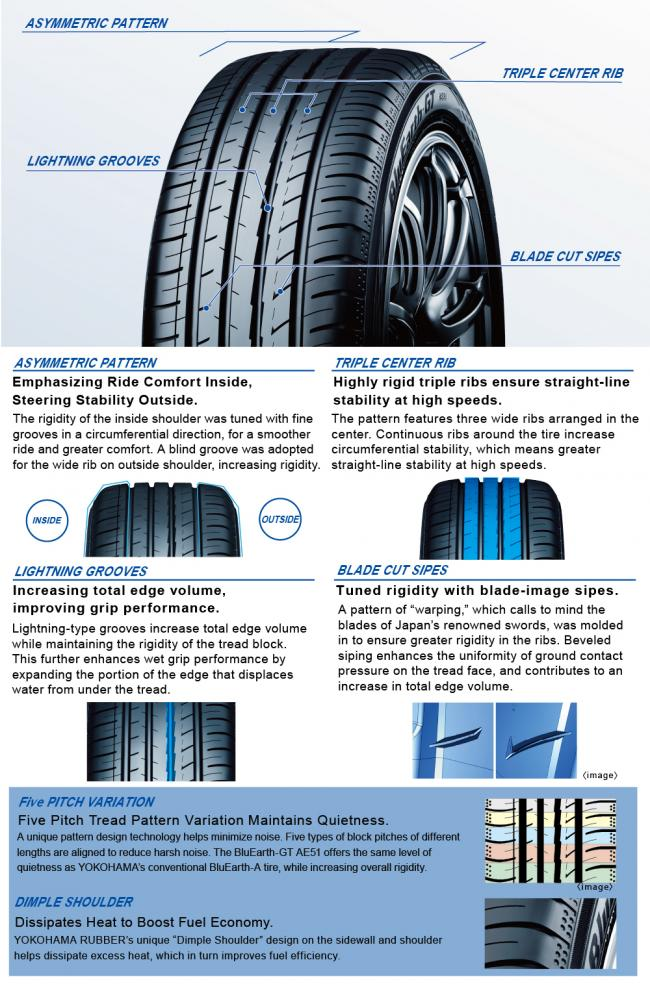 ASYMMETRIC PATTERN
TRIPLE CENTER RIB
LIGHTNING GROOVES
BLADE CUT SIPES
BluEarth-GT
ASYMMETRIC PATTERN
Emphasizing Ride Comfort Inside,
Steering Stability Outside.
The rigidity of the inside shoulder was tuned with fine
grooves in a circumferential direction, for a smoother
ride and greater comfort. A blind groove was adopted
for the wide rib on outside shoulder, increasing rigidity.
INSIDE
OUTSIDE
TRIPLE CENTER RIB
Highly rigid triple ribs ensure straight-line
stability at high speeds.
The pattern features three wide ribs arranged in the
center. Continuous ribs around the tire increase
circumferential stability, which means greater
straight-line stability at high speeds.
LIGHTNING GROOVES
Increasing total edge volume,
improving grip performance.
Lightning-type grooves increase total edge volume
while maintaining the rigidity of the tread block.
This further enhances wet grip performance by
expanding the portion of the edge that displaces
water from under the tread.
BLADE CUT SIPES
Tuned rigidity with blade-image sipes.
A pattern of “warping,” which calls to mind the
blades of Japan's renowned swords, was molded
in to ensure greater rigidity in the ribs. Beveled
siping enhances the uniformity of ground contact
pressure on the tread face, and contributes to an
increase in total edge volume.
〈image〉
Five PITCH VARIATION
Five Pitch Tread Pattern Variation Maintains Quietness.
A unique pattern design technology helps minimize noise. Five types of block pitches of different
lengths are aligned to reduce harsh noise. The BluEarth-GT AE51 offers the same level of
quietness as YOKOHAMA's conventional BluEarth-A tire, while increasing overall rigidity.
〈image〉
DIMPLE SHOULDER
Dissipates Heat to Boost Fuel Economy.
YOKOHAMA RUBBER's unique “Dimple Shoulder” design on the sidewall and shoulder
helps dissipate excess heat, which in turn improves fuel efficiency.